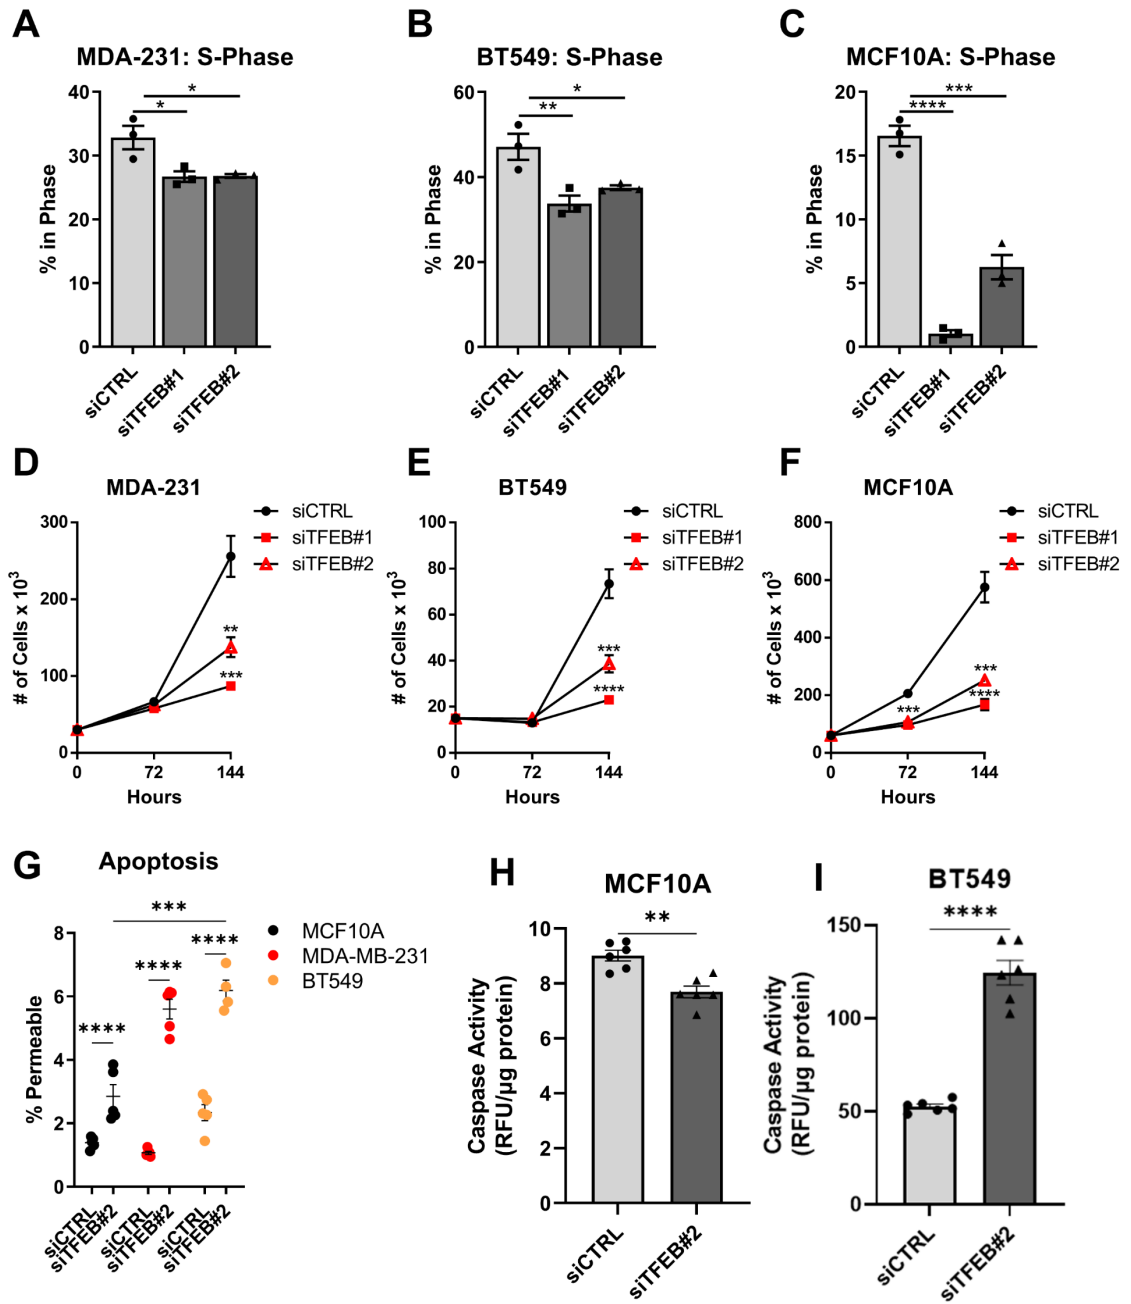 A
B
C
MDA-231: S-Phase
BT549: S-Phase
MCF10A: S-Phase
% in Phase
40
30
20
10
0
*
*
siCTRL
siTFEB#1
siTFEB#2
% in Phase
60
40
20
0
**
*
siCTRL
siTFEB#1
siTFEB#2
% in Phase
20
15
10
5
0
****
***
siCTRL
siTFEB#1
siTFEB#2
D
MDA-231
siCTRL
siTFEB#1
siTFEB#2
# of Cells x 10³
300
200
100
0
**
***
0 72 144
Hours
E
BT549
siCTRL
siTFEB#1
siTFEB#2
# of Cells x 10³
100
80
60
40
20
0
***
****
0 72 144
Hours
F
MCF10A
siCTRL
siTFEB#1
siTFEB#2
# of Cells x 10³
800
600
400
200
0
***
***
****
0 72 144
Hours
G
Apoptosis
***
MCF10A
MDA-MB-231
BT549
% Permeable
8
6
4
2
0
****
****
****
siCTRL
siTFEB#2
siCTRL
siTFEB#2
siCTRL
siTFEB#2
H
MCF10A
**
Caspase Activity
(RFU/μg protein)
10
8
6
4
2
0
siCTRL
siTFEB#2
I
BT549
****
Caspase Activity
(RFU/μg protein)
150
100
50
0
siCTRL
siTFEB#2